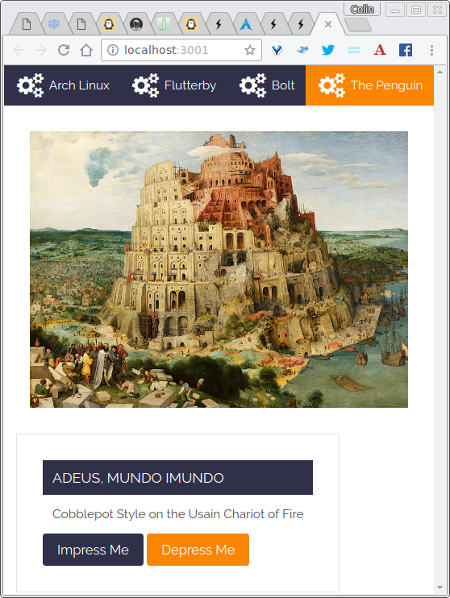 Colin
localhost:3001
Arch Linux
Flutterby
Bolt
The Penguin
ADEUS, MUNDO IMUNDO
Cobblepot Style on the Usain Chariot of Fire
Impress Me
Depress Me